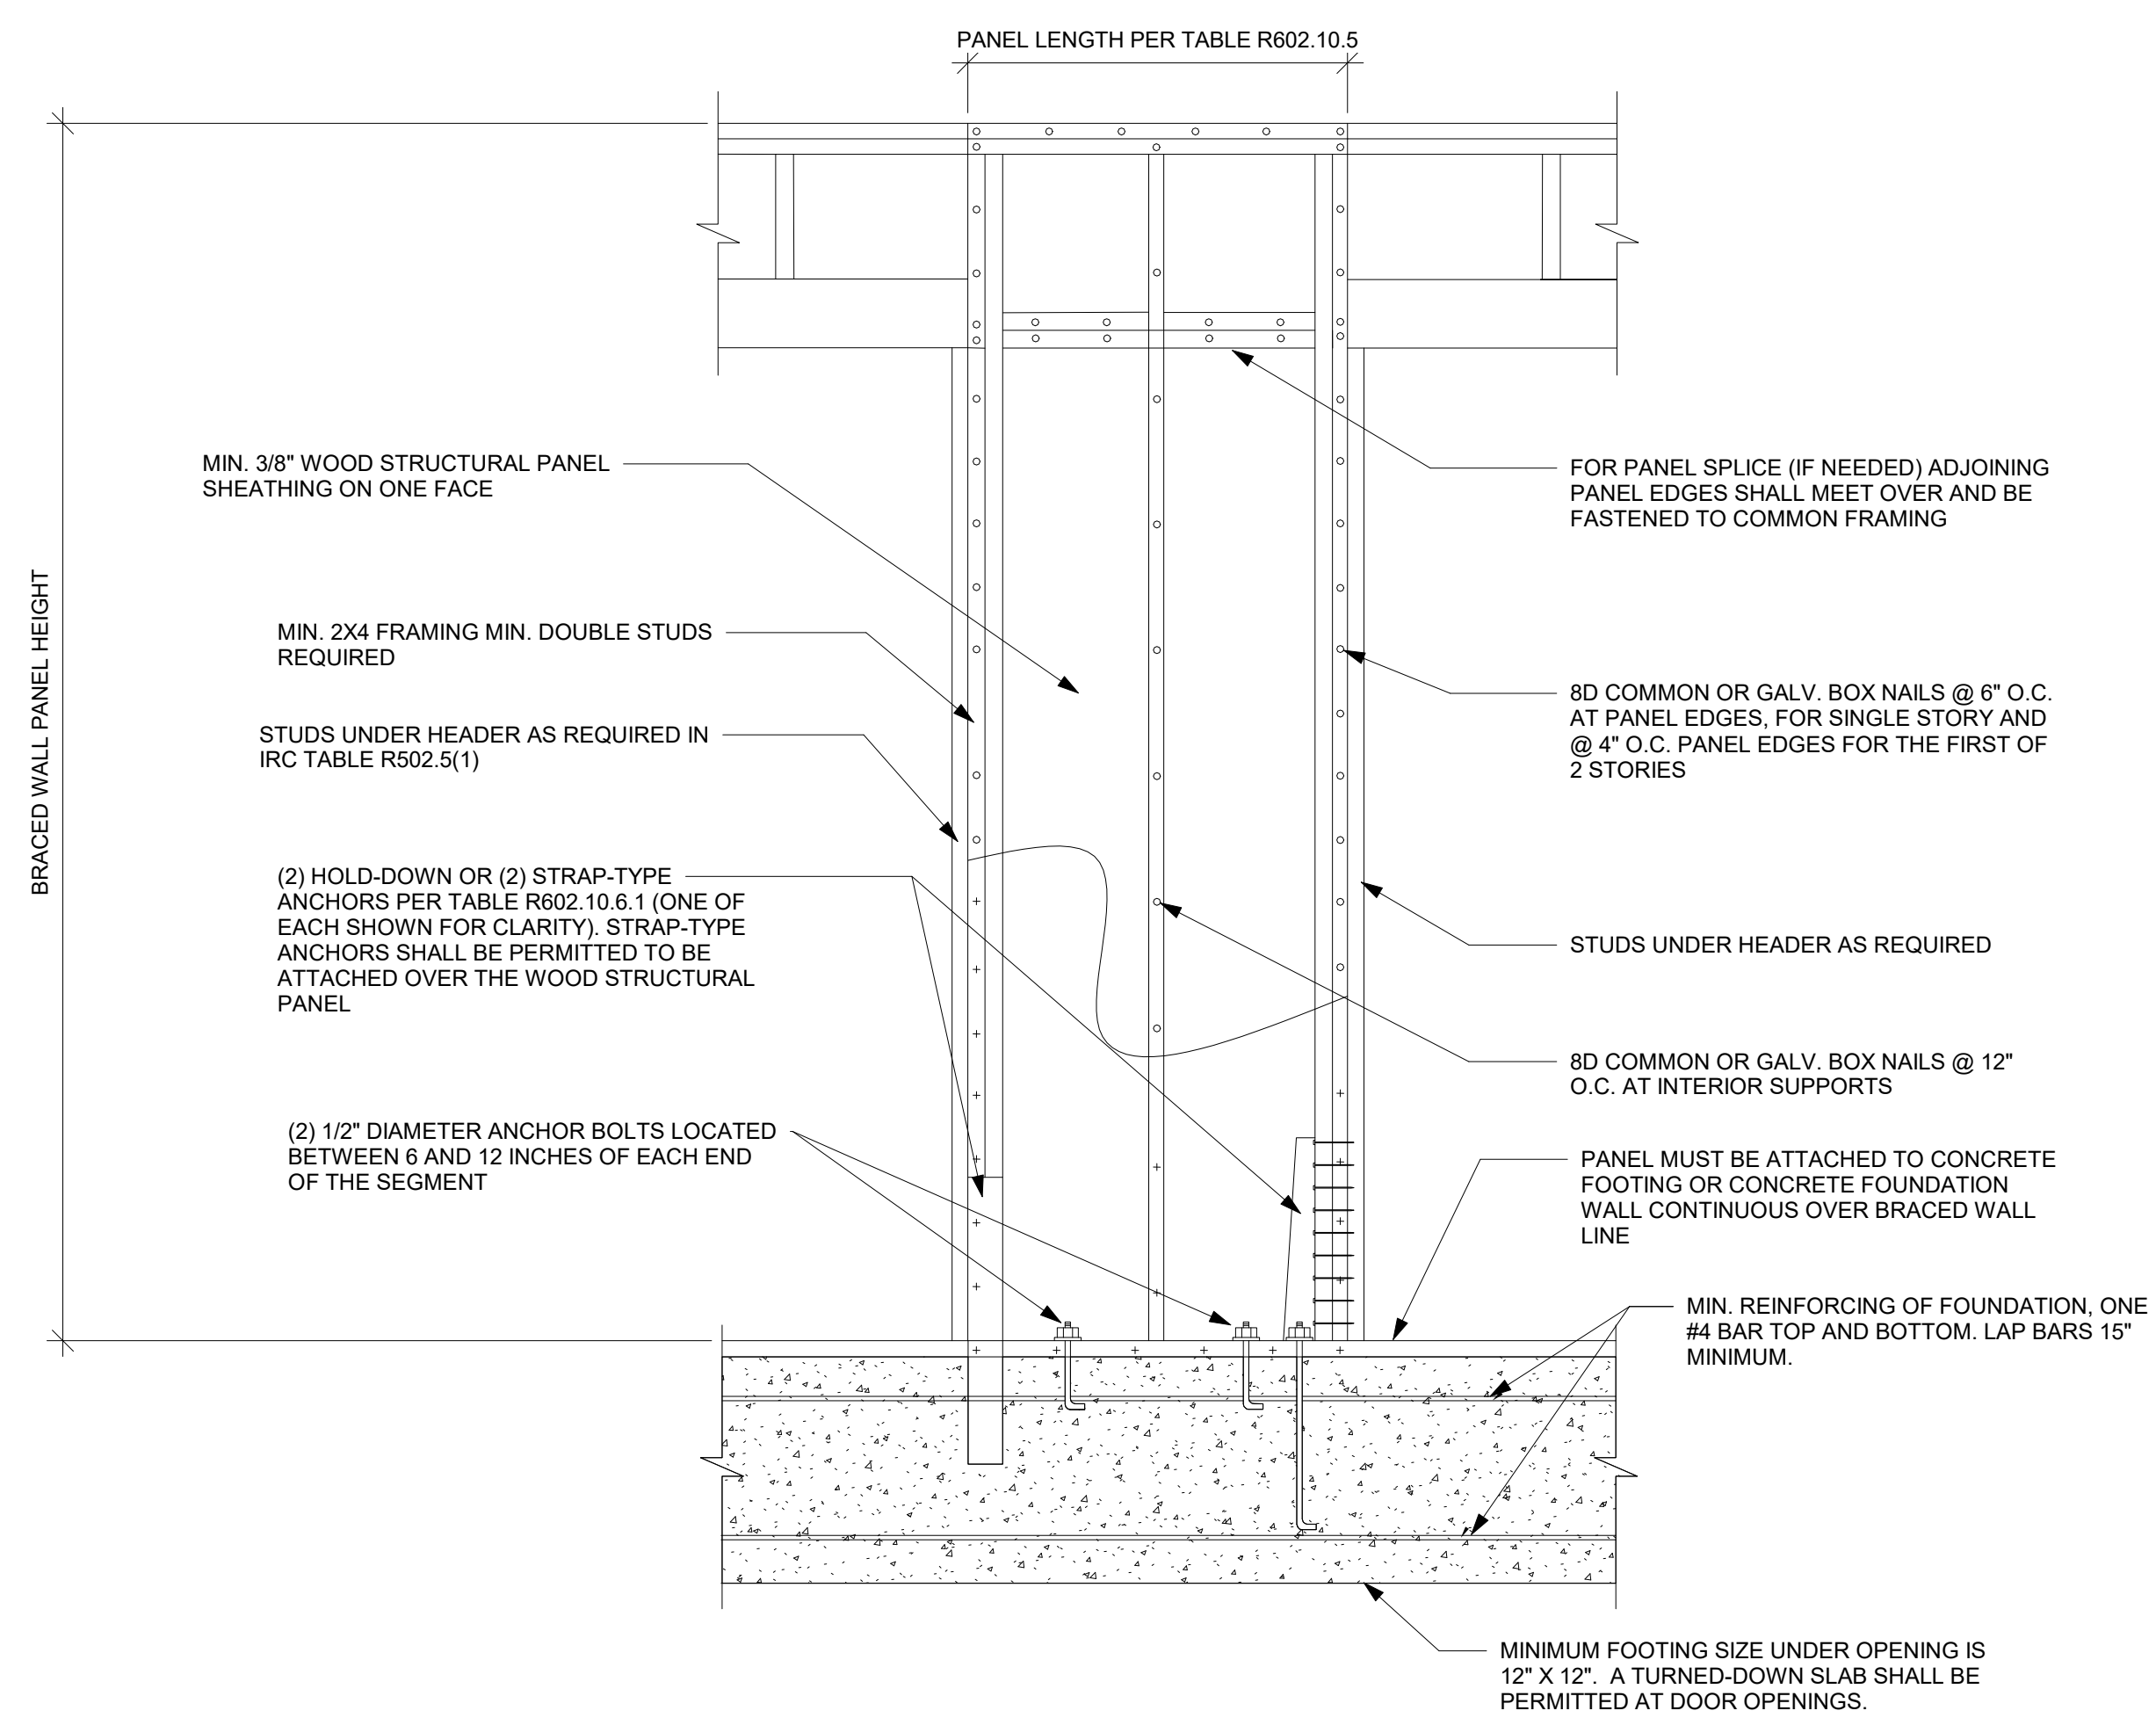 PANEL LENGTH PER TABLE R602.10.5
BRACED WALL PANEL HEIGHT
MIN. 3/8" WOOD STRUCTURAL PANEL
SHEATHING ON ONE FACE
MIN. 2X4 FRAMING MIN. DOUBLE STUDS
REQUIRED
STUDS UNDER HEADER AS REQUIRED IN
IRC TABLE R502.5(1)
(2) HOLD-DOWN OR (2) STRAP-TYPE
ANCHORS PER TABLE R602.10.6.1 (ONE OF
EACH SHOWN FOR CLARITY). STRAP-TYPE
ANCHORS SHALL BE PERMITTED TO BE
ATTACHED OVER THE WOOD STRUCTURAL
PANEL
(2) 1/2" DIAMETER ANCHOR BOLTS LOCATED
BETWEEN 6 AND 12 INCHES OF EACH END
OF THE SEGMENT
FOR PANEL SPLICE (IF NEEDED) ADJOINING
PANEL EDGES SHALL MEET OVER AND BE
FASTENED TO COMMON FRAMING
8D COMMON OR GALV. BOX NAILS @ 6" O.C.
AT PANEL EDGES, FOR SINGLE STORY AND
@ 4" O.C. PANEL EDGES FOR THE FIRST OF
2 STORIES
STUDS UNDER HEADER AS REQUIRED
8D COMMON OR GALV. BOX NAILS @ 12"
O.C. AT INTERIOR SUPPORTS
PANEL MUST BE ATTACHED TO CONCRETE
FOOTING OR CONCRETE FOUNDATION
WALL CONTINUOUS OVER BRACED WALL
LINE
MIN. REINFORCING OF FOUNDATION, ONE
#4 BAR TOP AND BOTTOM. LAP BARS 15"
MINIMUM.
MINIMUM FOOTING SIZE UNDER OPENING IS
12" X 12".  A TURNED-DOWN SLAB SHALL BE
PERMITTED AT DOOR OPENINGS.